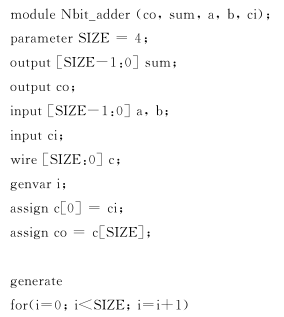 module Nbit_adder (co, sum, a, b, ci);
parameter SIZE = 4;
output [SIZE-1:0] sum;
output co;
input [SIZE-1:0] a, b;
input ci;
wire [SIZE:0] c;
genvar i;
assign c[0] = ci;
assign co = c[SIZE];
generate
for(i=0; i<SIZE; i=i+1)